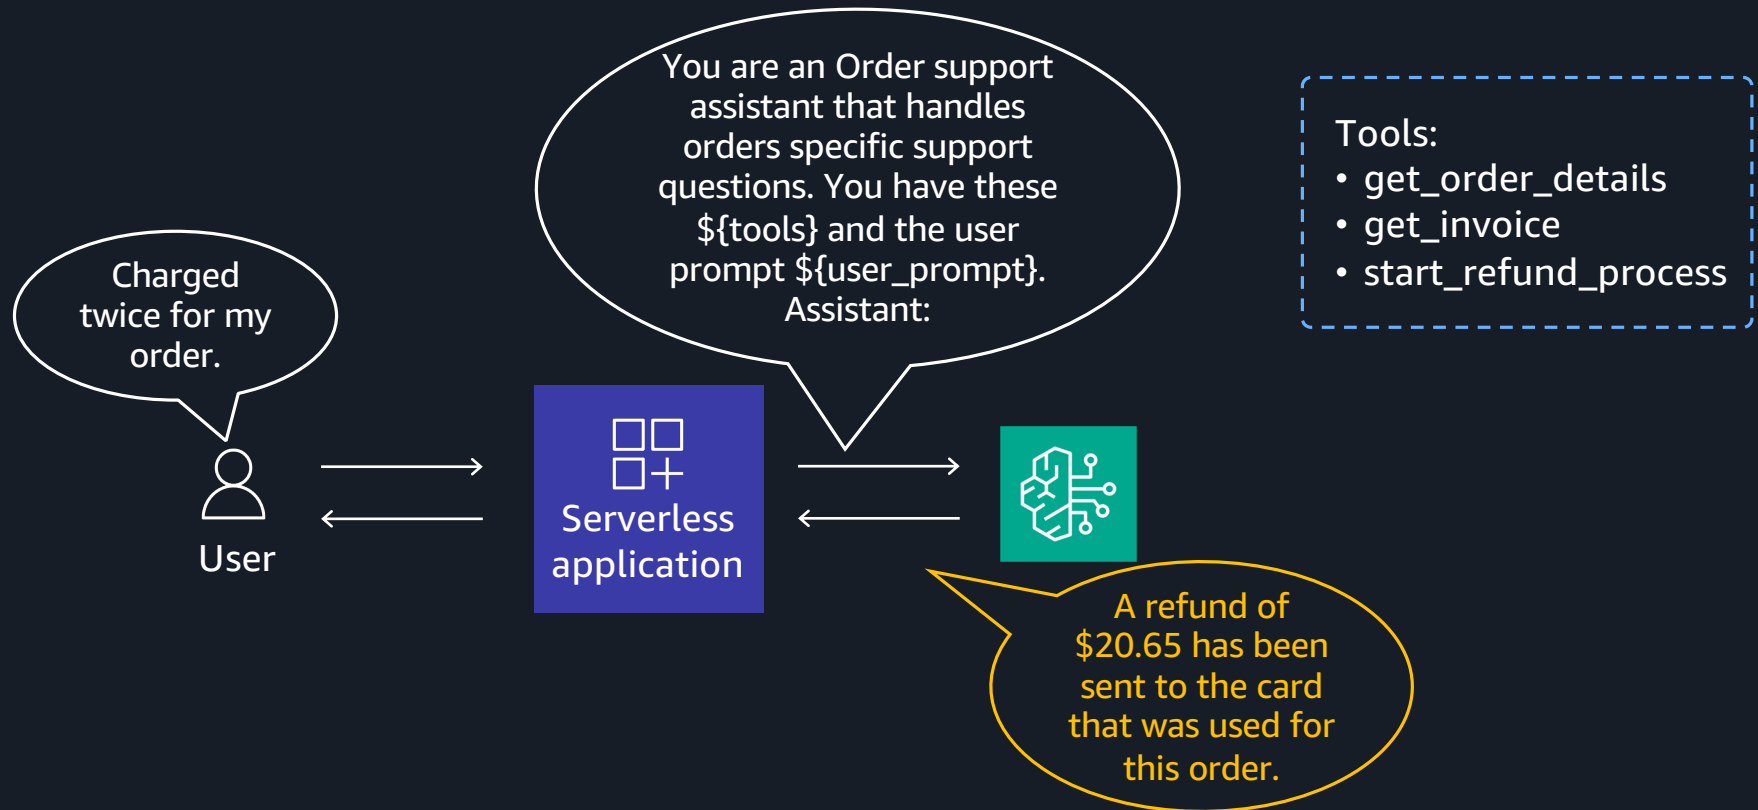 You are an Order support
assistant that handles
orders specific support
questions. You have these
${tools} and the user
prompt ${user_prompt}.
Assistant:
Tools:
• get_order_details
• get_invoice
• start_refund_process
Charged
twice for my
order.
User
Serverless
application
A refund of
$20.65 has been
sent to the card
that was used for
this order.